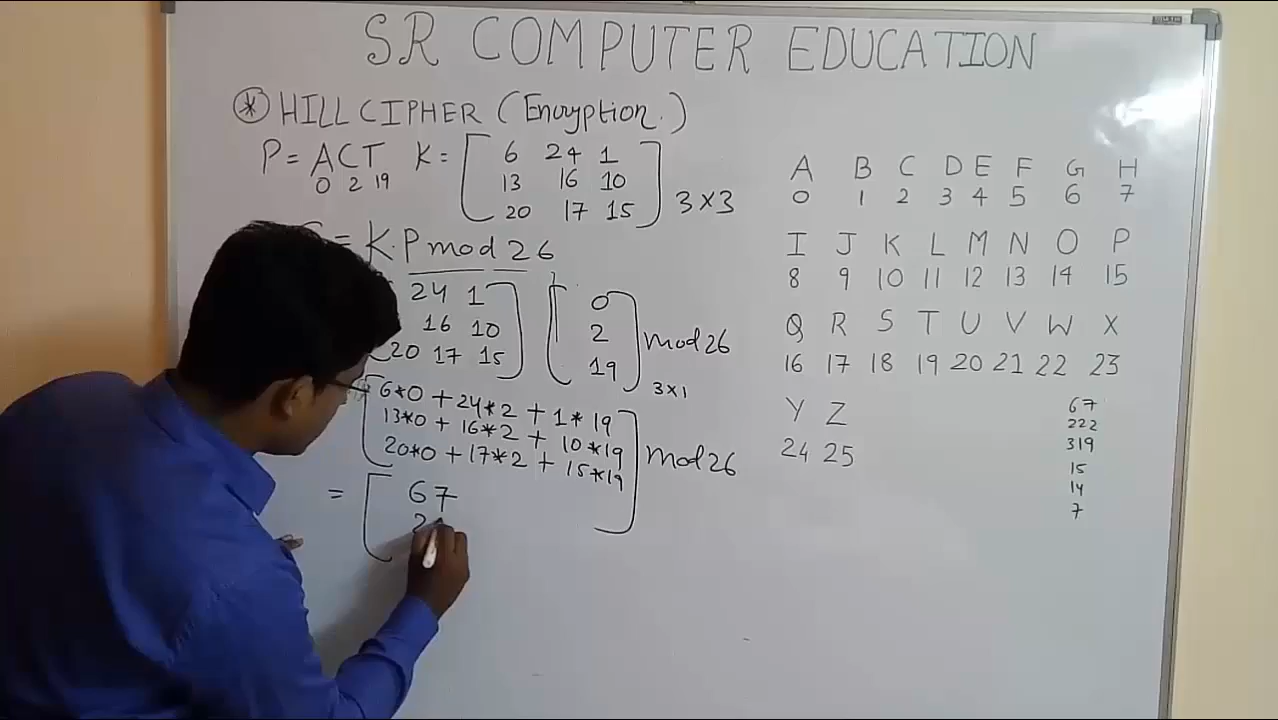 SR COMPUTER EDUCATION
* HILL CIPHER (Encryption.)
P = ACT K = 6 24 1
0 2 19 13 16 10
20 17 15 3×3
= K.P mod 26
24 1 0
16 10 2 mod 26
20 17 15 19
3×1
6*0 + 24*2 + 1*19
13*0 + 16*2 + 10*19
20*0 + 17*2 + 15*19 mod 26
= 67
2
A B C D E F G H
0 1 2 3 4 5 6 7
I J K L M N O P
8 9 10 11 12 13 14 15
Q R S T U V W X
16 17 18 19 20 21 22 23
Y Z
24 25
67
222
319
15
14
7